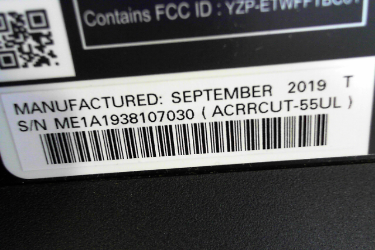 Contains FCC ID : YZP-ETWFFTBC01
MANUFACTURED: SEPTEMBER 2019 T
S/N ME1A1938107030 ( ACRRCUT-55UL )